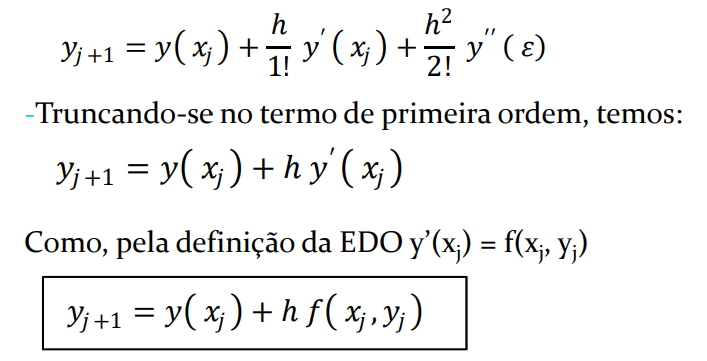 y_{j+1} = y(x_j) + \frac{h}{1!} y'(x_j) + \frac{h^2}{2!} y''(ε)
-Truncando-se no termo de primeira ordem, temos:
y_{j+1} = y(x_j) + h y'(x_j)
Como, pela definição da EDO y’(x_j) = f(x_j, y_j)
y_{j+1} = y(x_j) + h f(x_j, y_j)